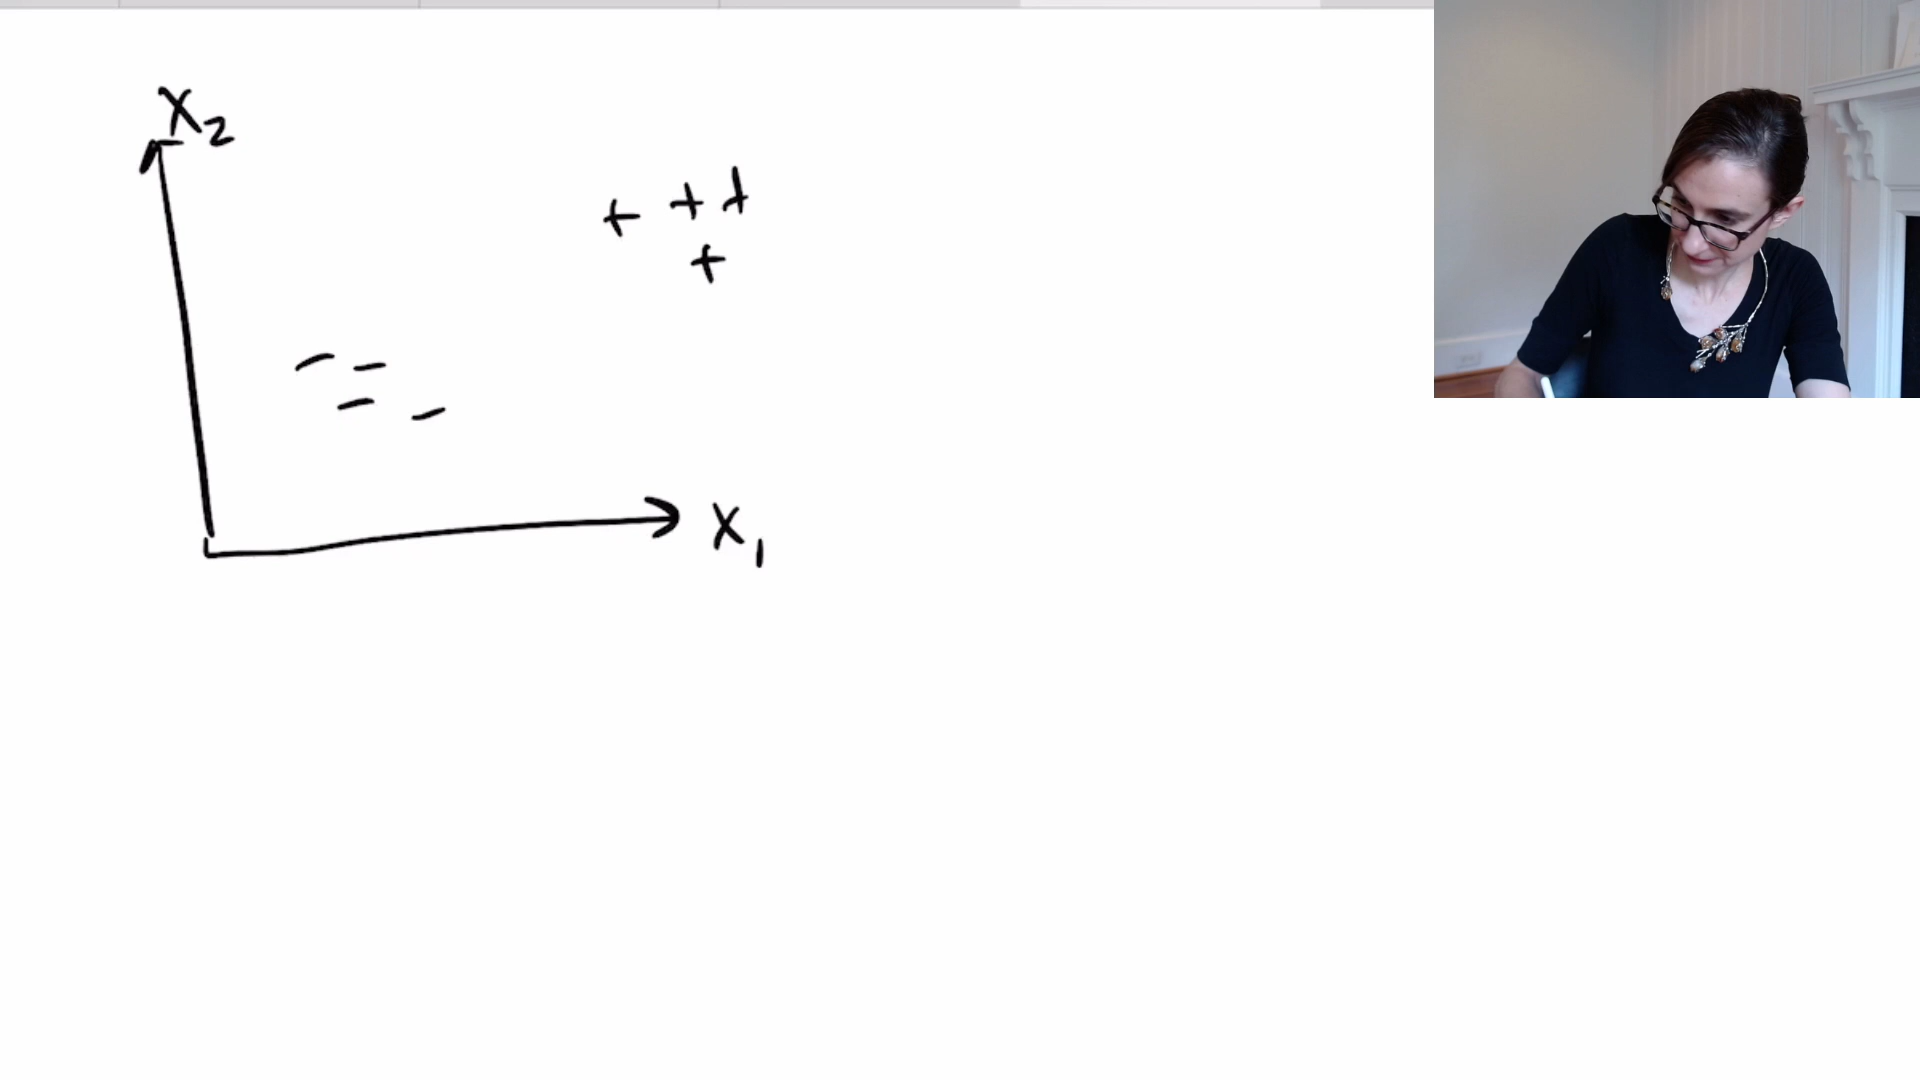 X₂
+ + +
+
− −
− −
X₁